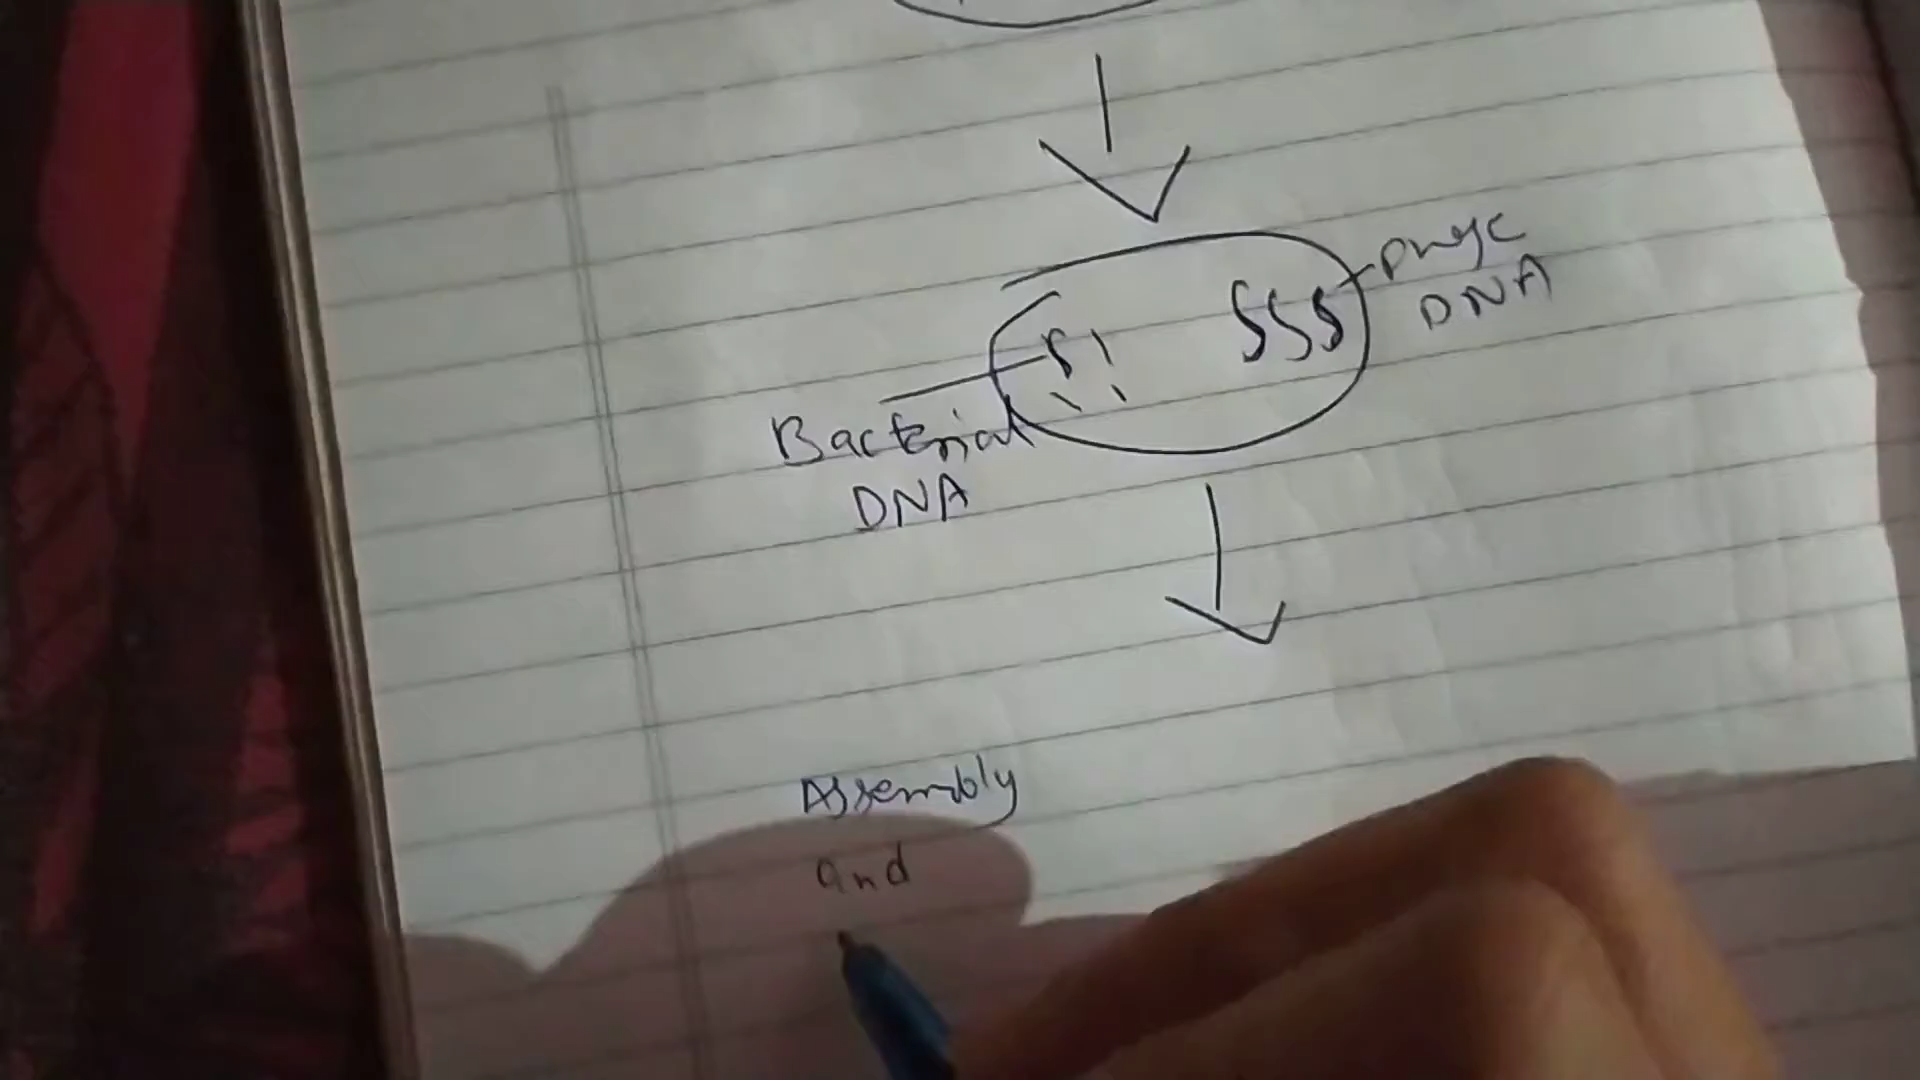 phage
DNA
Bacterial
DNA
Assembly
and